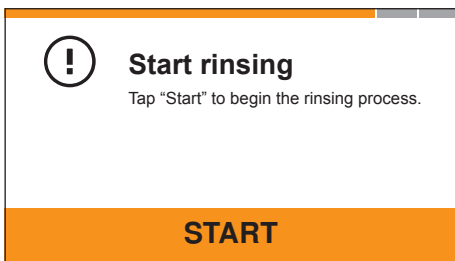 Start rinsing
Tap “Start” to begin the rinsing process.
START